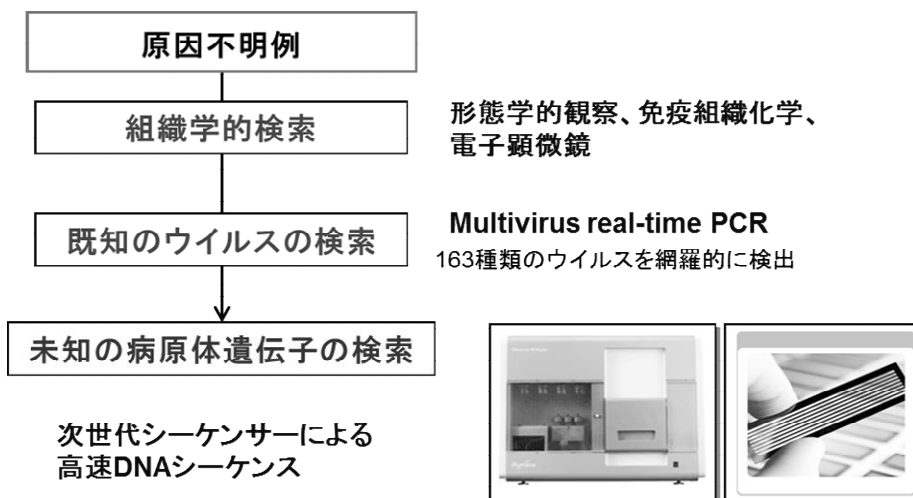 原因不明例
組織学的検索
形態学的観察、免疫組織化学、
電子顕微鏡
既知のウイルスの検索
Multivirus real-time PCR
163種類のウイルスを網羅的に検出
未知の病原体遺伝子の検索
次世代シーケンサーによる
高速DNAシーケンス